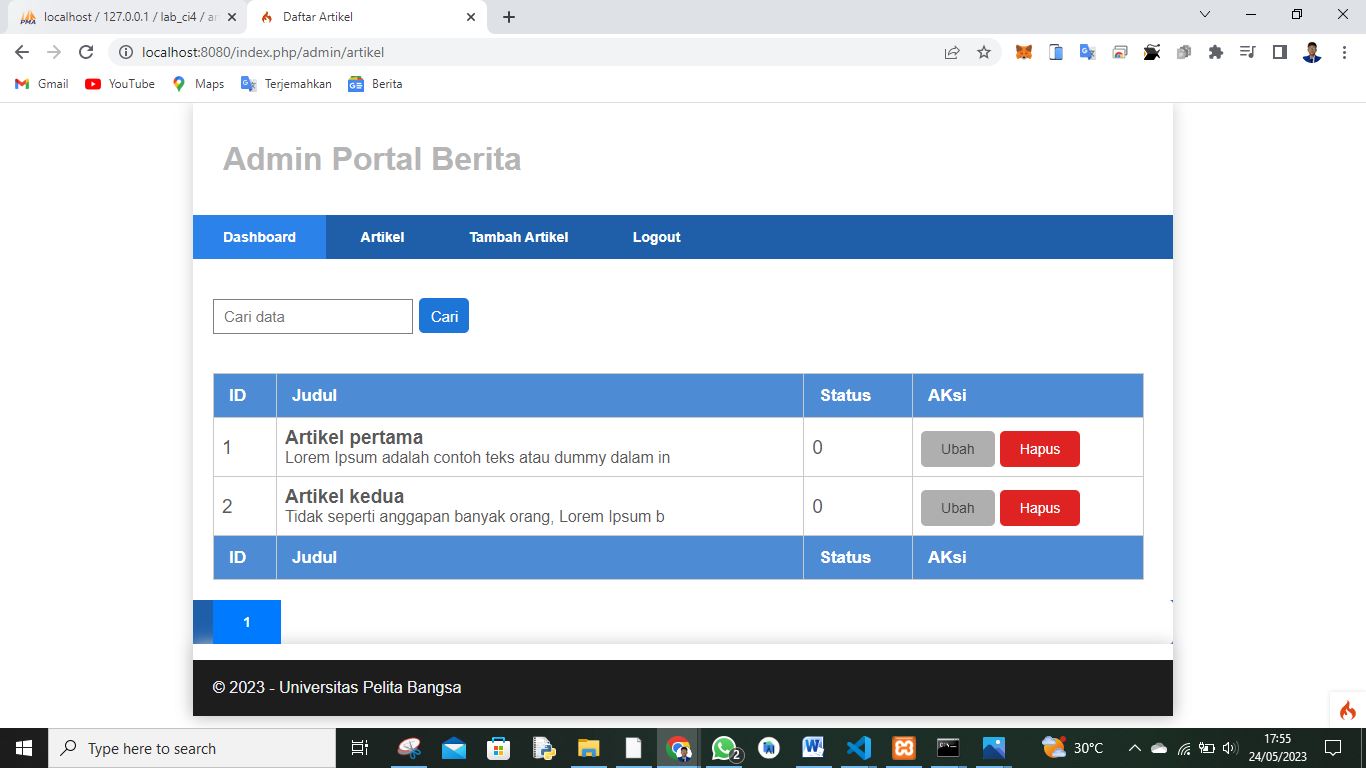 localhost / 127.0.0.1 / lab_ci4 / ar
Daftar Artikel
localhost:8080/index.php/admin/artikel
Gmail YouTube Maps Terjemahkan Berita
Admin Portal Berita
Dashboard Artikel Tambah Artikel Logout
Cari data Cari
ID Judul Status AKsi
1 Artikel pertama 0 Ubah Hapus
Lorem Ipsum adalah contoh teks atau dummy dalam in
2 Artikel kedua 0 Ubah Hapus
Tidak seperti anggapan banyak orang, Lorem Ipsum b
ID Judul Status AKsi
1
© 2023 - Universitas Pelita Bangsa
Type here to search
2
30°C
17:55
24/05/2023